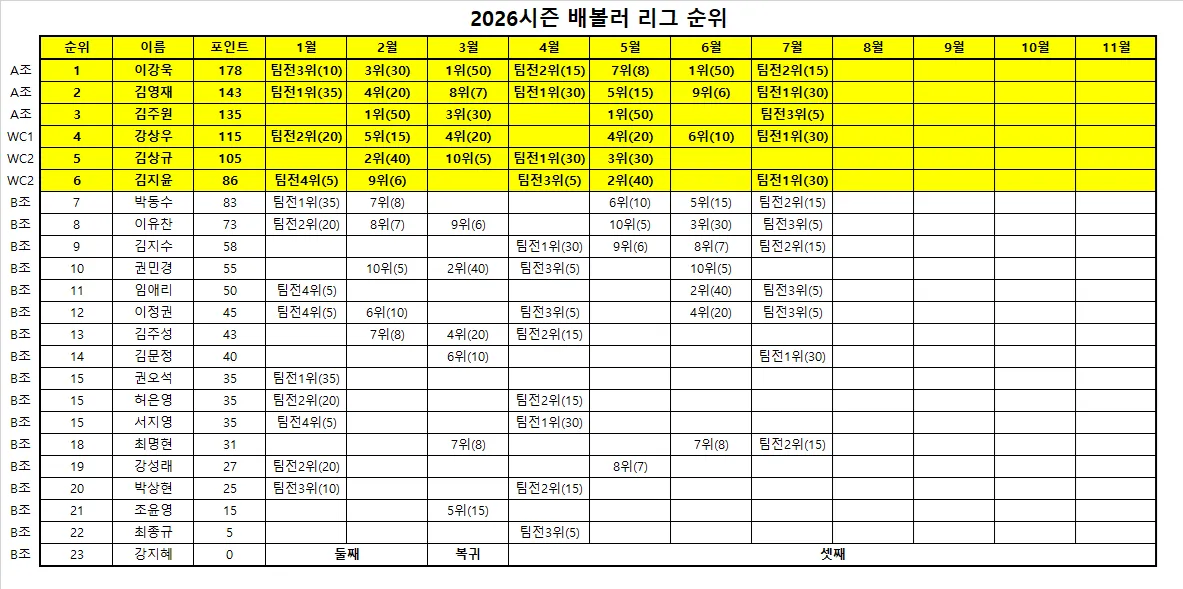 2026시즌 배볼러 리그 순위
순위 이름 포인트 1월 2월 3월 4월 5월 6월 7월 8월 9월 10월 11월
A조 1 이강욱 178 팀전3위(10) 3위(30) 1위(50) 팀전2위(15) 7위(8) 1위(50) 팀전2위(15)
A조 2 김영재 143 팀전1위(35) 4위(20) 8위(7) 팀전1위(30) 5위(15) 9위(6) 팀전1위(30)
A조 3 김주원 135 1위(50) 3위(30) 1위(50) 팀전3위(5)
WC1 4 강상우 115 팀전2위(20) 5위(15) 4위(20) 4위(20) 6위(10) 팀전1위(30)
WC2 5 김상규 105 2위(40) 10위(5) 팀전1위(30) 3위(30)
WC2 6 김지윤 86 팀전4위(5) 9위(6) 팀전3위(5) 2위(40) 팀전1위(30)
B조 7 박동수 83 팀전1위(35) 7위(8) 6위(10) 5위(15) 팀전2위(15)
B조 8 이유찬 73 팀전2위(20) 8위(7) 9위(6) 10위(5) 3위(30) 팀전3위(5)
B조 9 김지수 58 팀전1위(30) 9위(6) 8위(7) 팀전2위(15)
B조 10 권민경 55 10위(5) 2위(40) 팀전3위(5) 10위(5)
B조 11 임애리 50 팀전4위(5) 2위(40) 팀전3위(5)
B조 12 이정권 45 팀전4위(5) 6위(10) 팀전3위(5) 4위(20) 팀전3위(5)
B조 13 김주성 43 7위(8) 4위(20) 팀전2위(15)
B조 14 김문정 40 6위(10) 팀전1위(30)
B조 15 권오석 35 팀전1위(35)
B조 15 허은영 35 팀전2위(20) 팀전2위(15)
B조 15 서지영 35 팀전4위(5) 팀전1위(30)
B조 18 최명현 31 7위(8) 7위(8) 팀전2위(15)
B조 19 강성래 27 팀전2위(20) 8위(7)
B조 20 박상현 25 팀전3위(10) 팀전2위(15)
B조 21 조윤영 15 5위(15)
B조 22 최종규 5 팀전3위(5)
B조 23 강지혜 0 둘째 복귀 셋째